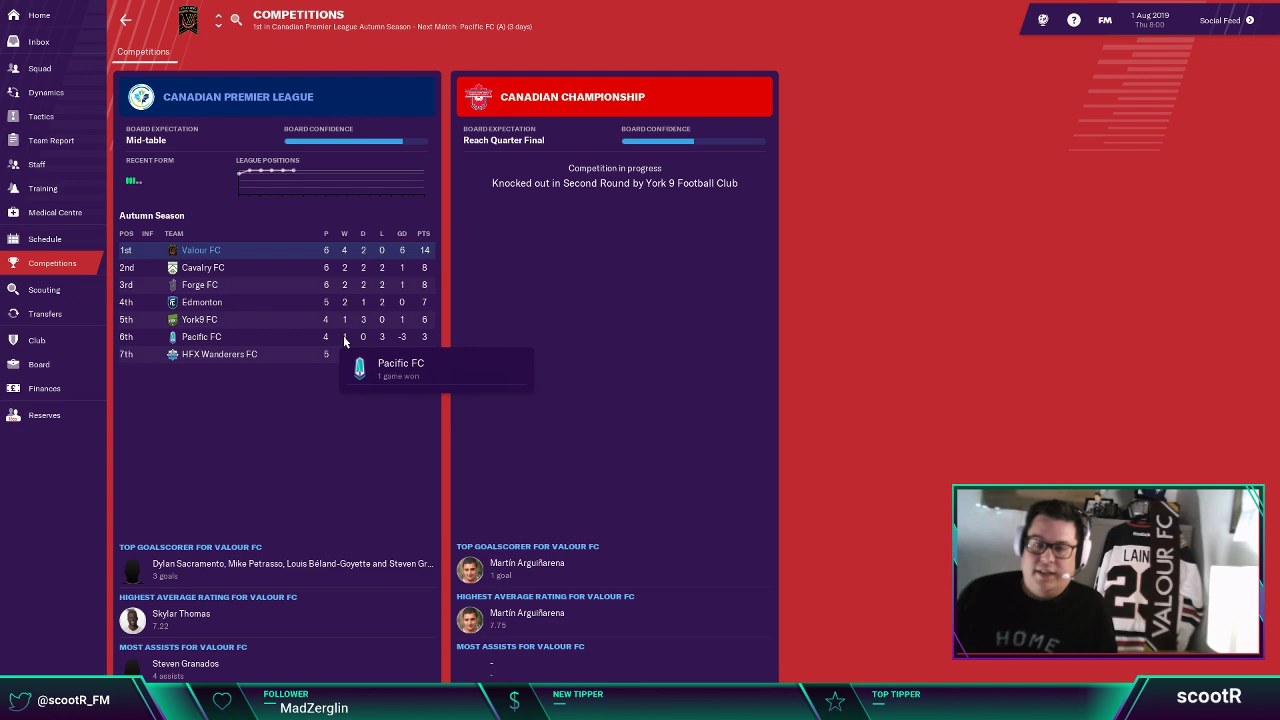 Home
Inbox
Squad
Dynamics
Tactics
Team Report
Staff
Training
Medical Centre
Schedule
Competitions
Scouting
Transfers
Club
Board
Finances
Reserves
COMPETITIONS
1st in Canadian Premier League Autumn Season - Next Match: Pacific FC (A) (3 days)
FM
1 Aug 2019
Thu 8:00
Social Feed
Competitions
CANADIAN PREMIER LEAGUE
BOARD EXPECTATION BOARD CONFIDENCE
Mid-table
RECENT FORM LEAGUE POSITIONS
Autumn Season
POS INF TEAM P W D L GD PTS
1st Valour FC 6 4 2 0 6 14
2nd Cavalry FC 6 2 2 2 1 8
3rd Forge FC 6 2 2 2 1 8
4th Edmonton 5 2 1 2 0 7
5th York9 FC 4 1 3 0 1 6
6th Pacific FC 4 0 3 -3 3
7th HFX Wanderers FC 5
Pacific FC
1 game won
TOP GOALSCORER FOR VALOUR FC
Dylan Sacramento, Mike Petrasso, Louis Béland-Goyette and Steven Gr...
3 goals
HIGHEST AVERAGE RATING FOR VALOUR FC
Skylar Thomas
7.22
MOST ASSISTS FOR VALOUR FC
Steven Granados
4 assists
CANADIAN CHAMPIONSHIP
BOARD EXPECTATION BOARD CONFIDENCE
Reach Quarter Final
Competition in progress
Knocked out in Second Round by York 9 Football Club
TOP GOALSCORER FOR VALOUR FC
Martín Arguiñarena
1 goal
HIGHEST AVERAGE RATING FOR VALOUR FC
Martín Arguiñarena
7.75
MOST ASSISTS FOR VALOUR FC
-
-
HOME
LAIN
2
VALOUR FC
@scootR_FM
FOLLOWER
MadZerglin
NEW TIPPER
TOP TIPPER
scootR